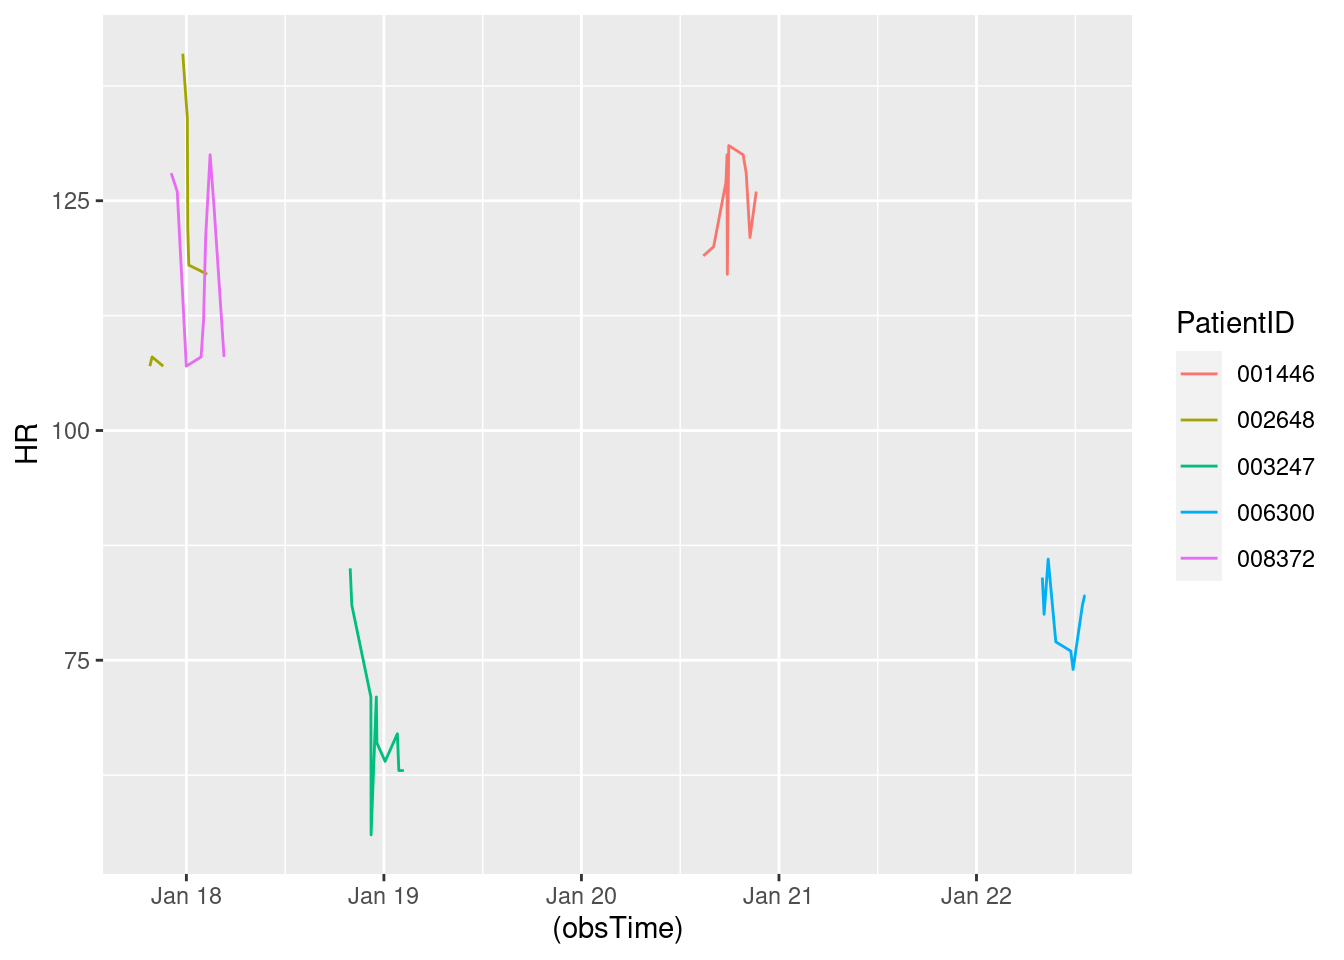 HR
125
100
75
Jan 18
Jan 19
Jan 20
Jan 21
Jan 22
(obsTime)
PatientID
001446
002648
003247
006300
008372